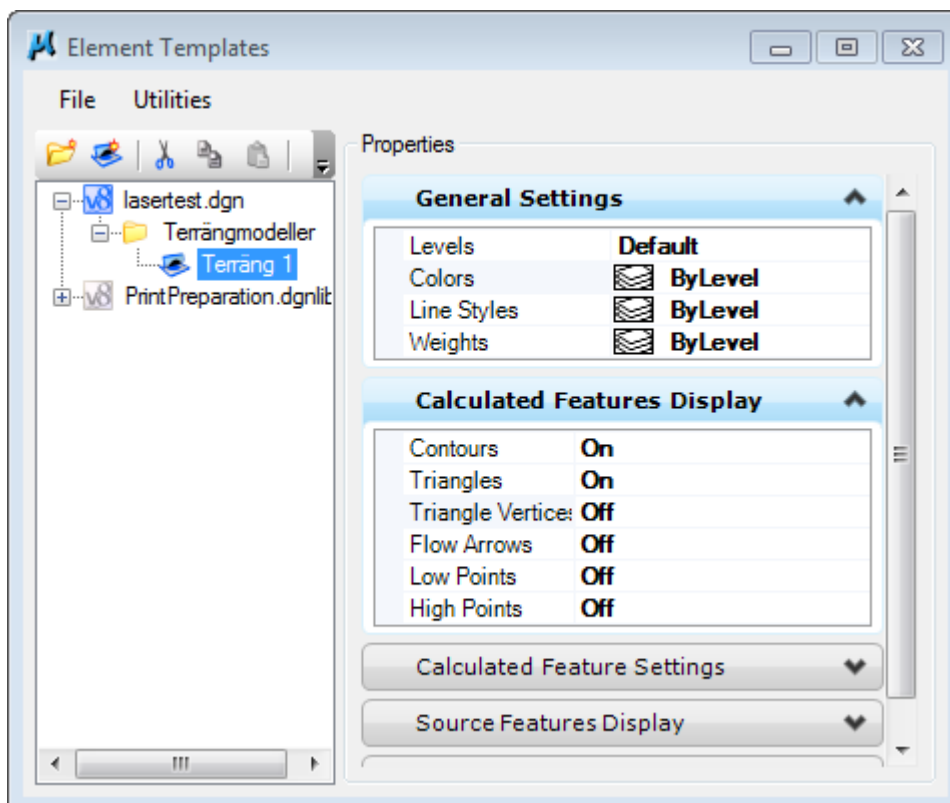 Element Templates
File Utilities
Properties
lasertest.dgn
Terrängmodeller
Terräng 1
PrintPreparation.dgnlib
General Settings
Levels Default
Colors ByLevel
Line Styles ByLevel
Weights ByLevel
Calculated Features Display
Contours On
Triangles On
Triangle Vertices Off
Flow Arrows Off
Low Points Off
High Points Off
Calculated Feature Settings
Source Features Display